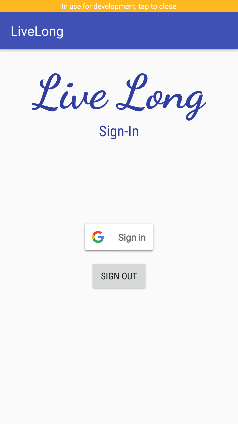 In use for development, tap to close
LiveLong
Live Long
Sign-In
Sign in
SIGN OUT